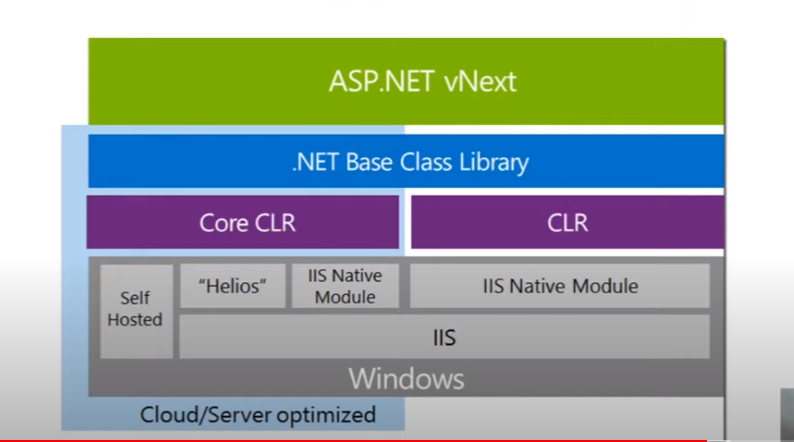 ASP.NET vNext
.NET Base Class Library
Core CLR
CLR
Self
Hosted
“Helios”
IIS Native
Module
IIS Native Module
IIS
Windows
Cloud/Server optimized